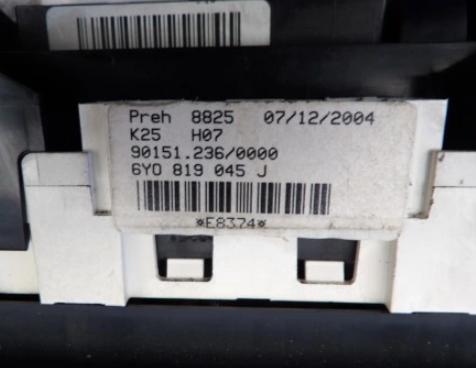 Preh 8825 07/12/2004
K25 H07
90151.236/0000
6Y0 819 045 J
*E8374*